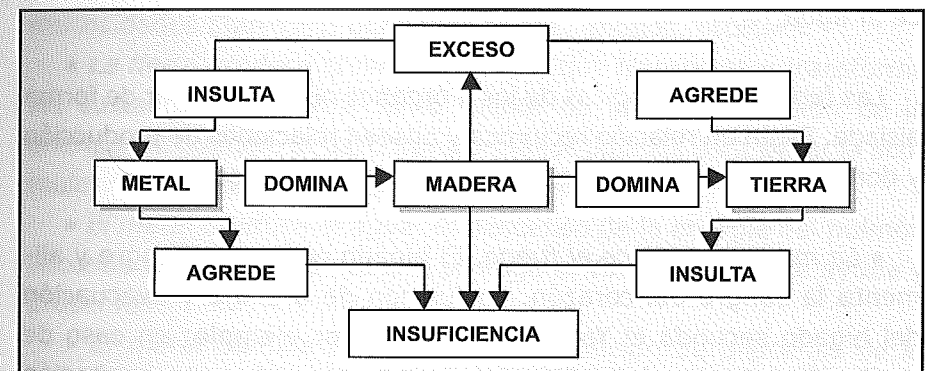 EXCESO
INSULTA
AGREDE
METAL
DOMINA
MADERA
DOMINA
TIERRA
AGREDE
INSULTA
INSUFICIENCIA